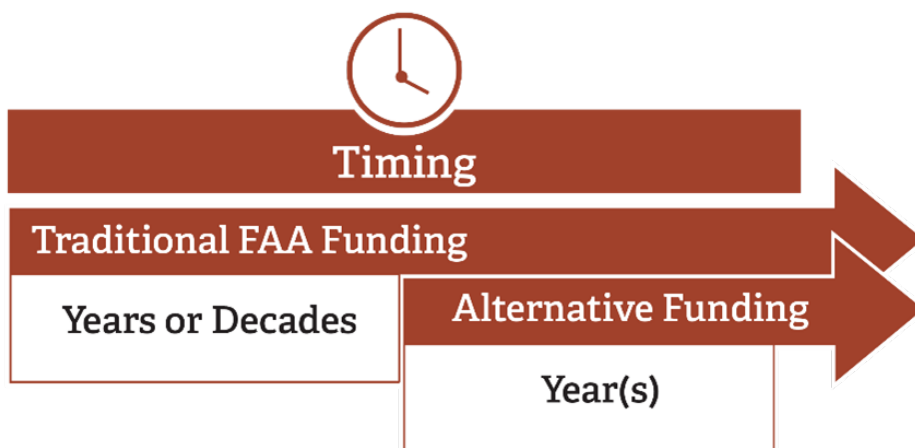 Timing
Traditional FAA Funding
Years or Decades
Alternative Funding
Year(s)